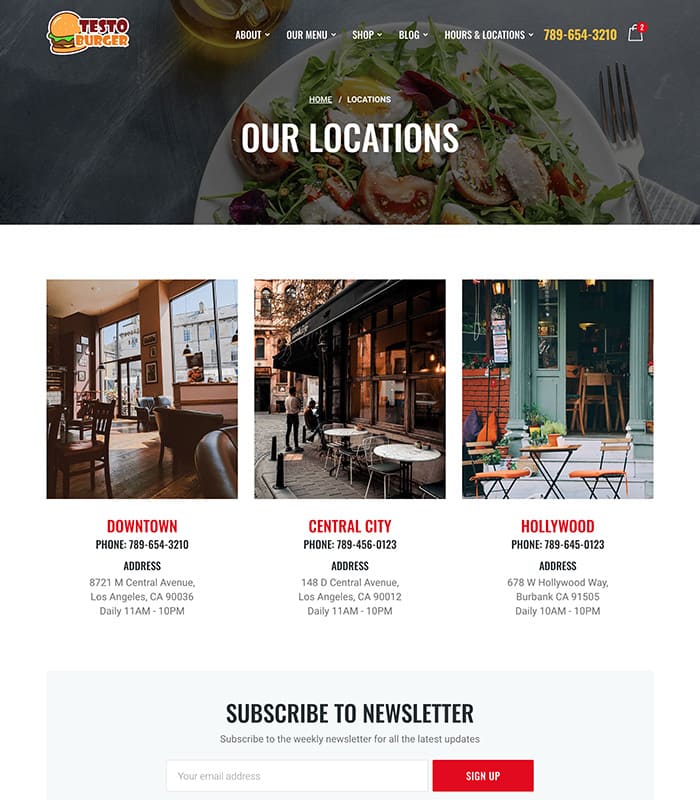 TESTO
BURGER
ABOUT
OUR MENU
SHOP
BLOG
HOURS & LOCATIONS
789-654-3210
2
HOME / LOCATIONS
OUR LOCATIONS
DOWNTOWN
PHONE: 789-654-3210
ADDRESS
8721 M Central Avenue,
Los Angeles, CA 90036
Daily 11AM - 10PM
CENTRAL CITY
PHONE: 789-456-0123
ADDRESS
148 D Central Avenue,
Los Angeles, CA 90012
Daily 11AM - 10PM
HOLLYWOOD
PHONE: 789-645-0123
ADDRESS
678 W Hollywood Way,
Burbank CA 91505
Daily 10AM - 10PM
SUBSCRIBE TO NEWSLETTER
Subscribe to the weekly newsletter for all the latest updates
Your email address
SIGN UP